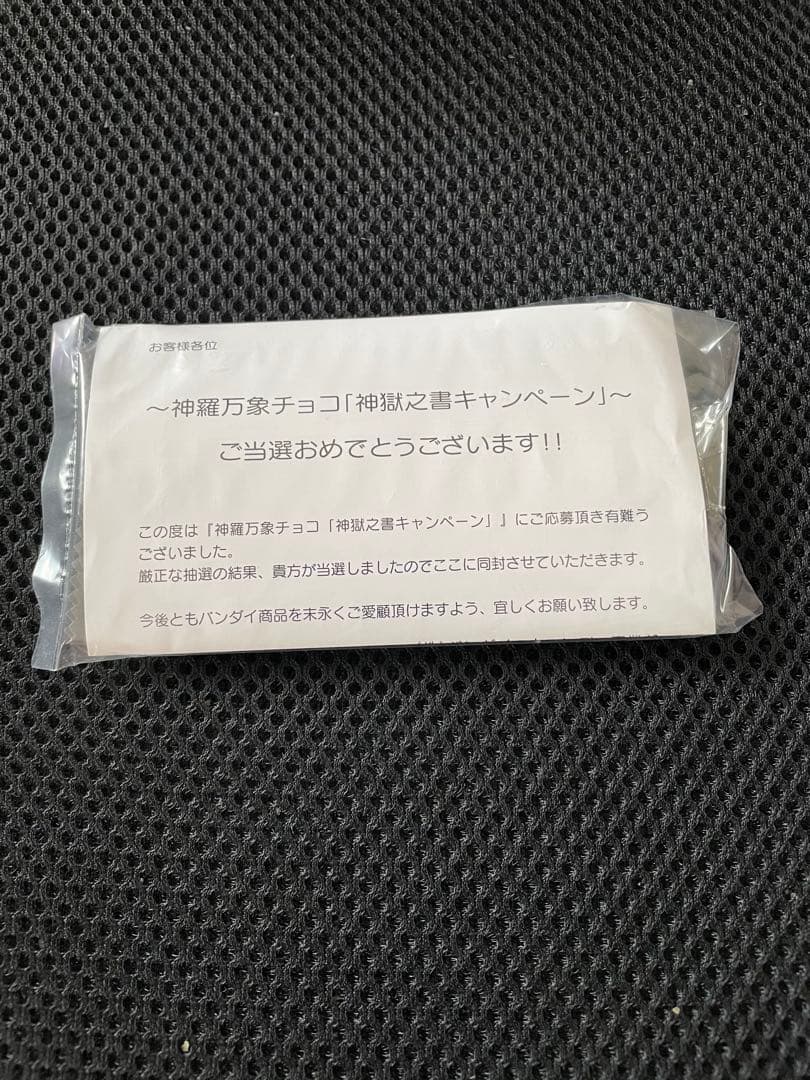 お客様各位
～神羅万象チョコ「神獄之書キャンペーン」～
ご当選おめでとうございます!!
この度は『神羅万象チョコ「神獄之書キャンペーン」』にご応募頂き有難う
ございました。
厳正な抽選の結果、貴方が当選しましたのでここに同封させていただきます。
今後ともバンダイ商品を末永くご愛顧頂けますよう、宜しくお願い致します。